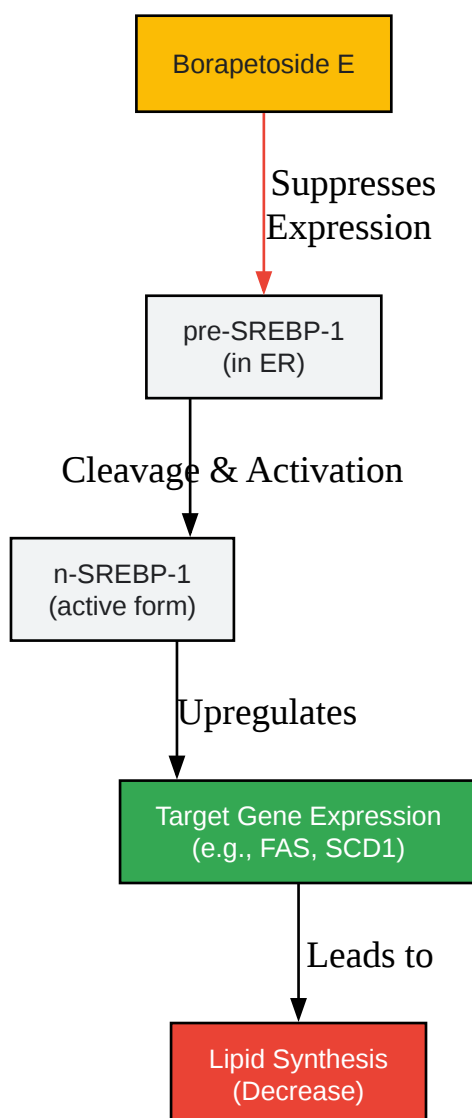 Borapetoside E
Suppresses
Expression
pre-SREBP-1
(in ER)
Cleavage & Activation
n-SREBP-1
(active form)
Upregulates
Target Gene Expression
(e.g., FAS, SCD1)
Leads to
Lipid Synthesis
(Decrease)